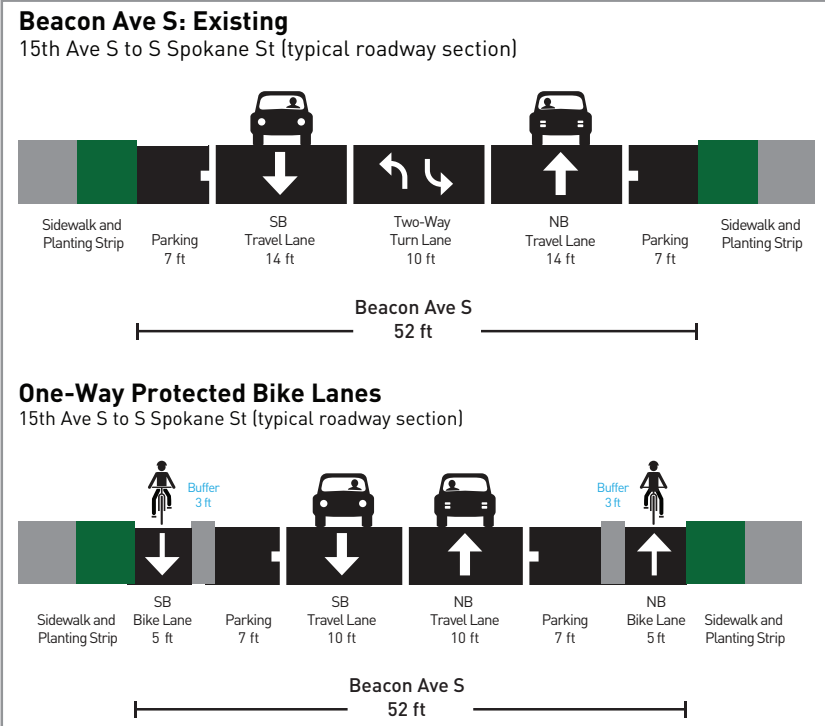 Beacon Ave S: Existing
15th Ave S to S Spokane St (typical roadway section)
Sidewalk and
Planting Strip
Parking
7 ft
SB
Travel Lane
14 ft
Two-Way
Turn Lane
10 ft
NB
Travel Lane
14 ft
Parking
7 ft
Sidewalk and
Planting Strip
Beacon Ave S
52 ft
One-Way Protected Bike Lanes
15th Ave S to S Spokane St (typical roadway section)
Buffer
3 ft
Buffer
3 ft
Sidewalk and
Planting Strip
SB
Bike Lane
5 ft
Parking
7 ft
SB
Travel Lane
10 ft
NB
Travel Lane
10 ft
Parking
7 ft
NB
Bike Lane
5 ft
Sidewalk and
Planting Strip
Beacon Ave S
52 ft